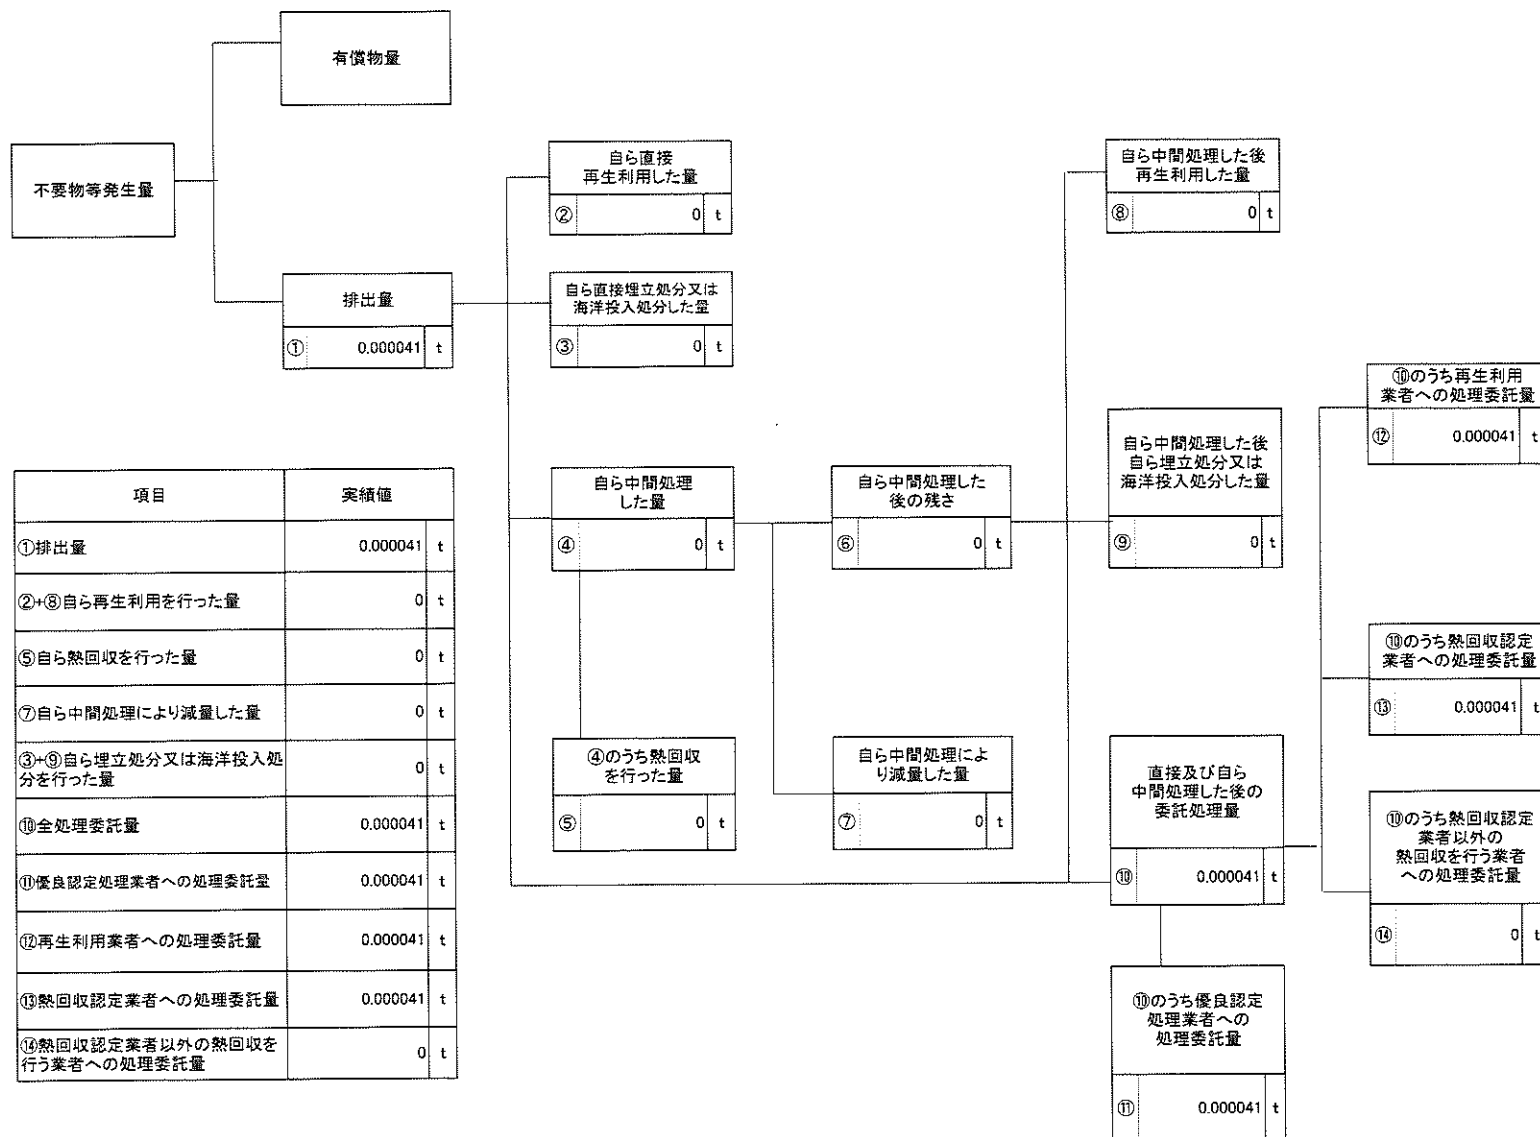 有償物量
不要物等発生量
排出量
① 0.000041 t
自ら直接
再生利用した量
② 0 t
自ら直接埋立処分又は
海洋投入処分した量
③ 0 t
自ら中間処理
した量
④ 0 t
④のうち熱回収
を行った量
⑤ 0 t
自ら中間処理した
後の残さ
⑥ 0 t
自ら中間処理によ
り減量した量
⑦ 0 t
自ら中間処理した後
再生利用した量
⑧ 0 t
自ら中間処理した後
自ら埋立処分又は
海洋投入処分した量
⑨ 0 t
直接及び自ら
中間処理した後の
委託処理量
⑩ 0.000041 t
⑩のうち優良認定
処理業者への
処理委託量
⑪ 0.000041 t
⑩のうち再生利用
業者への処理委託量
⑫ 0.000041 t
⑩のうち熱回収認定
業者への処理委託量
⑬ 0.000041 t
⑩のうち熱回収認定
業者以外の
熱回収を行う業者
への処理委託量
⑭ 0 t
項目 実績値
①排出量 0.000041 t
②+⑧自ら再生利用を行った量 0 t
⑤自ら熱回収を行った量 0 t
⑦自ら中間処理により減量した量 0 t
③+⑨自ら埋立処分又は海洋投入処
分を行った量 0 t
⑩全処理委託量 0.000041 t
⑪優良認定処理業者への処理委託量 0.000041 t
⑫再生利用業者への処理委託量 0.000041 t
⑬熱回収認定業者への処理委託量 0.000041 t
⑭熱回収認定業者以外の熱回収を
行う業者への処理委託量 0 t